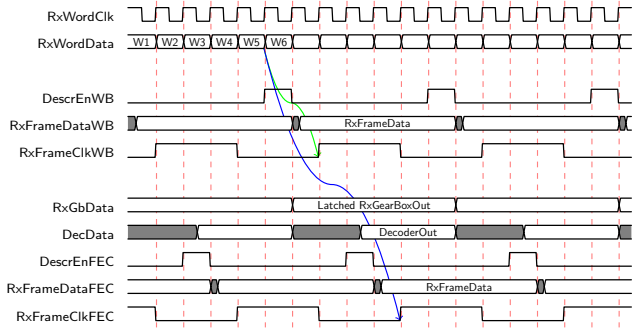 RxWordClk
RxWordData W1 W2 W3 W4 W5 W6
DescrEnWB
RxFrameDataWB RxFrameData
RxFrameClkWB
RxGbData Latched RxGearBoxOut
DecData DecoderOut
DescrEnFEC
RxFrameDataFEC RxFrameData
RxFrameClkFEC